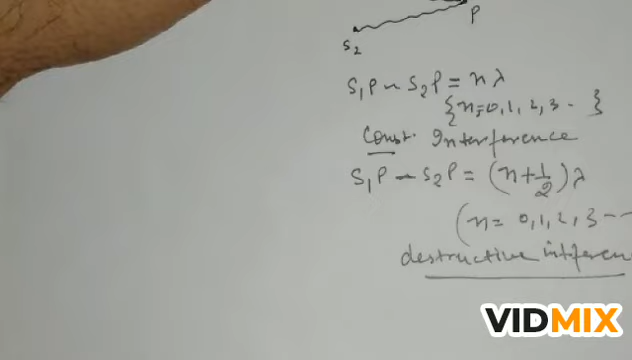 P
S₂
S₁P ~ S₂P = nλ
{n=0,1,2,3 - }
Const. Interference
S₁P - S₂P = (n+1/2)λ
(n= 0,1,2,3 ---
destructive intiferen
VIDMIX